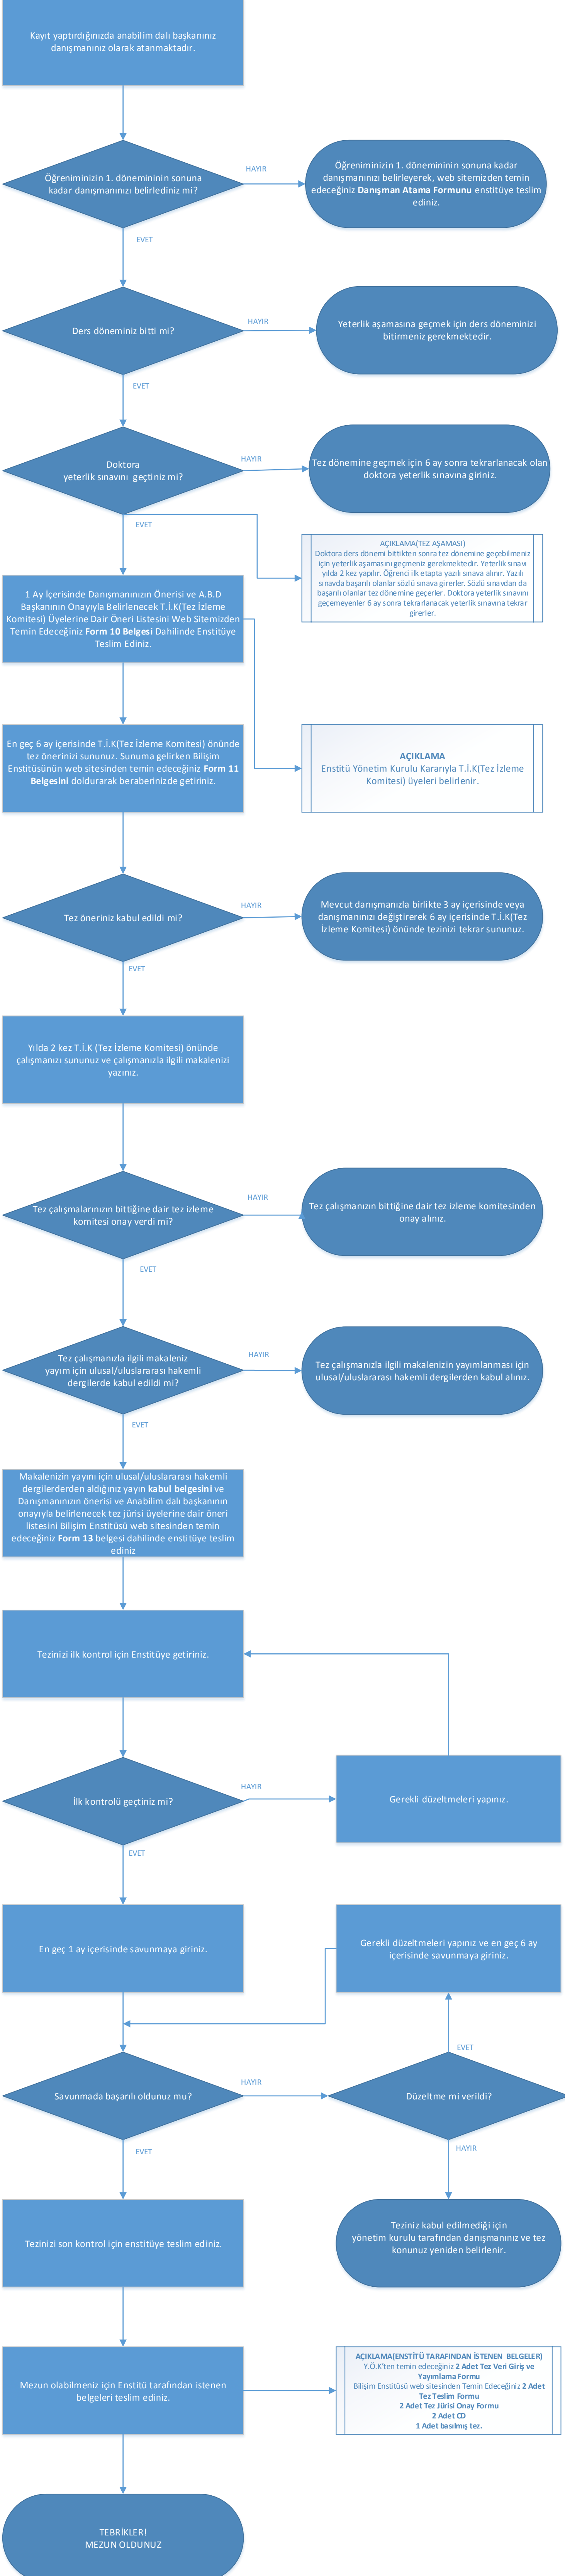 Kayıt yaptırdığınızda anabilim dalı başkanınız
danışmanınız olarak atanmaktadır.
Öğreniminizin 1. dönemininin sonuna
kadar danışmanınızı belirlediniz mi?
HAYIR
Öğreniminizin 1. dönemininin sonuna kadar
danışmanınızı belirleyerek, web sitemizden temin
edeceğiniz Danışman Atama Formunu enstitüye teslim
ediniz.
EVET
Ders döneminiz bitti mi?
HAYIR
Yeterlik aşamasına geçmek için ders döneminizi
bitirmeniz gerekmektedir.
EVET
Doktora
yeterlik sınavını geçtiniz mi?
HAYIR
Tez dönemine geçmek için 6 ay sonra tekrarlanacak olan
doktora yeterlik sınavına giriniz.
EVET
AÇIKLAMA(TEZ AŞAMASI)
Doktora ders dönemi bittikten sonra tez dönemine geçebilmeniz
için yeterlik aşamasını geçmeniz gerekmektedir. Yeterlik sınavı
yılda 2 kez yapılır. Öğrenci ilk etapta yazılı sınava alınır. Yazılı
sınavda başarılı olanlar sözlü sınava girerler. Sözlü sınavdan da
başarılı olanlar tez dönemine geçerler. Doktora yeterlik sınavını
geçemeyenler 6 ay sonra tekrarlanacak yeterlik sınavına tekrar
girerler.
1 Ay İçerisinde Danışmanınızın Önerisi ve A.B.D
Başkanının Onayıyla Belirlenecek T.İ.K(Tez İzleme
Komitesi) Üyelerine Dair Öneri Listesini Web Sitemizden
Temin Edeceğiniz Form 10 Belgesi Dahilinde Enstitüye
Teslim Ediniz.
En geç 6 ay içerisinde T.İ.K(Tez İzleme Komitesi) önünde
tez önerinizi sununuz. Sunuma gelirken Bilişim
Enstitüsünün web sitesinden temin edeceğiniz Form 11
Belgesini doldurarak beraberinizde getiriniz.
AÇIKLAMA
Enstitü Yönetim Kurulu Kararıyla T.İ.K(Tez İzleme
Komitesi) üyeleri belirlenir.
Tez öneriniz kabul edildi mi?
HAYIR
Mevcut danışmanızla birlikte 3 ay içerisinde veya
danışmanınızı değiştirerek 6 ay içerisinde T.İ.K(Tez
İzleme Komitesi) önünde tezinizi tekrar sununuz.
EVET
Yılda 2 kez T.İ.K (Tez İzleme Komitesi) önünde
çalışmanızı sununuz ve çalışmanızla ilgili makalenizi
yazınız.
Tez çalışmalarınızın bittiğine dair tez izleme
komitesi onay verdi mi?
HAYIR
Tez çalışmanızın bittiğine dair tez izleme komitesinden
onay alınız.
EVET
Tez çalışmanızla ilgili makaleniz
yayım için ulusal/uluslararası hakemli
dergilerde kabul edildi mi?
HAYIR
Tez çalışmanızla ilgili makalenizin yayımlanması için
ulusal/uluslararası hakemli dergilerden kabul alınız.
EVET
Makalenizin yayını için ulusal/uluslararası hakemli
dergilerderden aldığınız yayın kabul belgesini ve
Danışmanınızın önerisi ve Anabilim dalı başkanının
onayıyla belirlenecek tez jürisi üyelerine dair öneri
listesini Bilişim Enstitüsü web sitesinden temin
edeceğiniz Form 13 belgesi dahilinde enstitüye teslim
ediniz
Tezinizi ilk kontrol için Enstitüye getiriniz.
İlk kontrolü geçtiniz mi?
HAYIR
Gerekli düzeltmeleri yapınız.
EVET
En geç 1 ay içerisinde savunmaya giriniz.
Gerekli düzeltmeleri yapınız ve en geç 6 ay
içerisinde savunmaya giriniz.
EVET
Savunmada başarılı oldunuz mu?
HAYIR
Düzeltme mi verildi?
EVET
HAYIR
Tezinizi son kontrol için enstitüye teslim ediniz.
Teziniz kabul edilmediği için
yönetim kurulu tarafından danışmanınız ve tez
konunuz yeniden belirlenir.
Mezun olabilmeniz için Enstitü tarafından istenen
belgeleri teslim ediniz.
AÇIKLAMA(ENSTİTÜ TARAFINDAN İSTENEN BELGELER)
Y.Ö.K'ten temin edeceğiniz 2 Adet Tez Veri Giriş ve
Yayımlama Formu
Bilişim Enstitüsü web sitesinden Temin Edeceğiniz 2 Adet
Tez Teslim Formu
2 Adet Tez Jürisi Onay Formu
2 Adet CD
1 Adet basılmış tez.
TEBRİKLER!
MEZUN OLDUNUZ